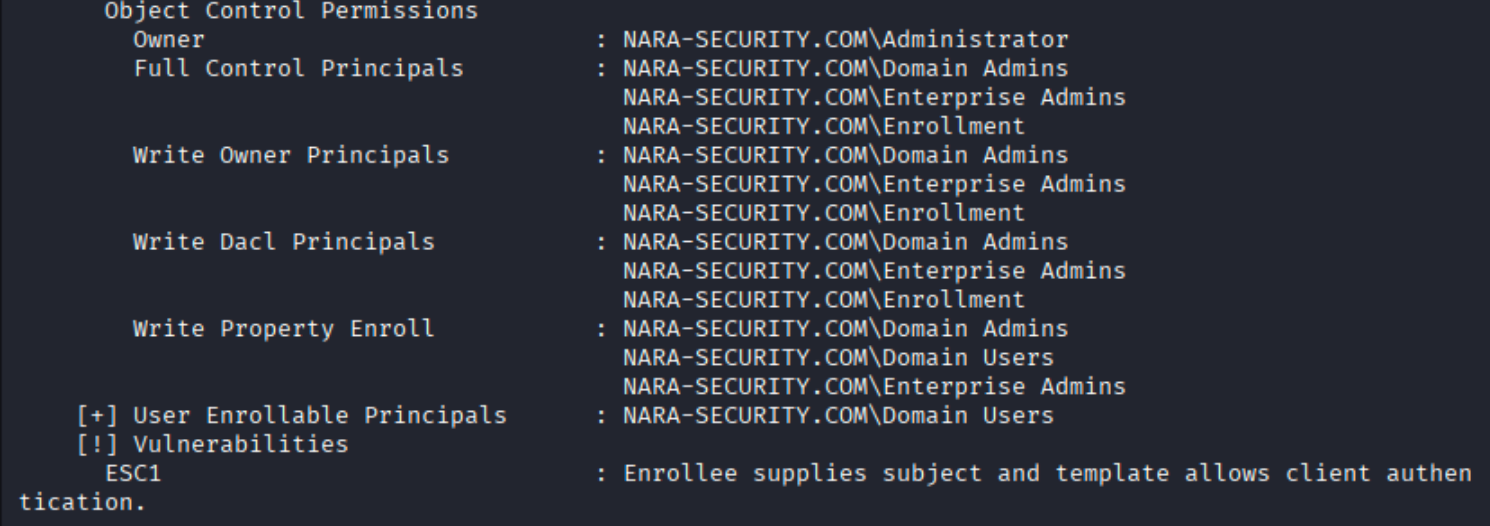 Object Control Permissions
Owner : NARA-SECURITY.COM\Administrator
Full Control Principals : NARA-SECURITY.COM\Domain Admins
NARA-SECURITY.COM\Enterprise Admins
NARA-SECURITY.COM\Enrollment
Write Owner Principals : NARA-SECURITY.COM\Domain Admins
NARA-SECURITY.COM\Enterprise Admins
NARA-SECURITY.COM\Enrollment
Write Dacl Principals : NARA-SECURITY.COM\Domain Admins
NARA-SECURITY.COM\Enterprise Admins
NARA-SECURITY.COM\Enrollment
Write Property Enroll : NARA-SECURITY.COM\Domain Admins
NARA-SECURITY.COM\Domain Users
NARA-SECURITY.COM\Enterprise Admins
[+] User Enrollable Principals : NARA-SECURITY.COM\Domain Users
[!] Vulnerabilities
ESC1 : Enrollee supplies subject and template allows client authen
tication.